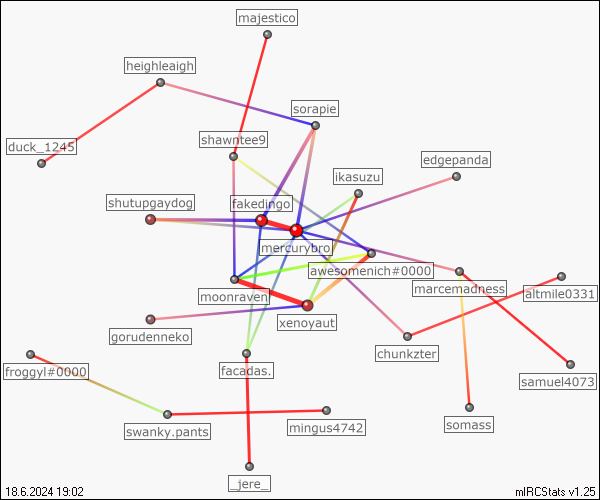 majestico
heighleaigh
sorapie
duck_1245
shawntee9
edgepanda
ikasuzu
shutupgaydog
fakedingo
mercurybro
awesomenich#0000
moonraven
marcemadness
altmile0331
xenoyaut
gorudenneko
chunkzter
froggyl#0000
facadas.
samuel4073
swanky.pants
mingus4742
somass
_jere_
18.6.2024 19:02
mIRCStats v1.25